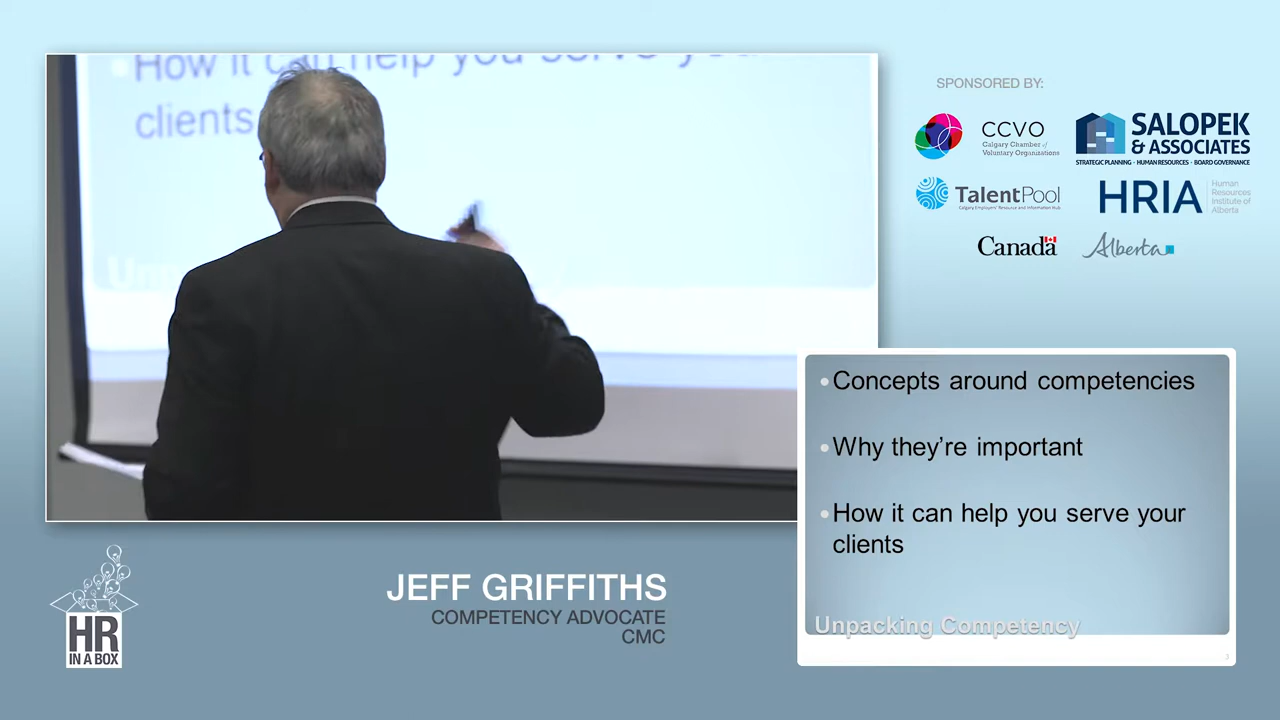 How it can help you serve you
clients
SPONSORED BY:
CCVO
Calgary Chamber of
Voluntary Organizations
SALOPEK
& ASSOCIATES
STRATEGIC PLANNING · HUMAN RESOURCES · BOARD GOVERNANCE
TalentPool
Calgary Employers' Resource and Information Hub
HRIA
Human
Resources
Institute of
Alberta
Canada
Alberta
•Concepts around competencies
•Why they're important
•How it can help you serve your
clients
Unpacking Competency
3
JEFF GRIFFITHS
COMPETENCY ADVOCATE
CMC
HR
IN A BOX